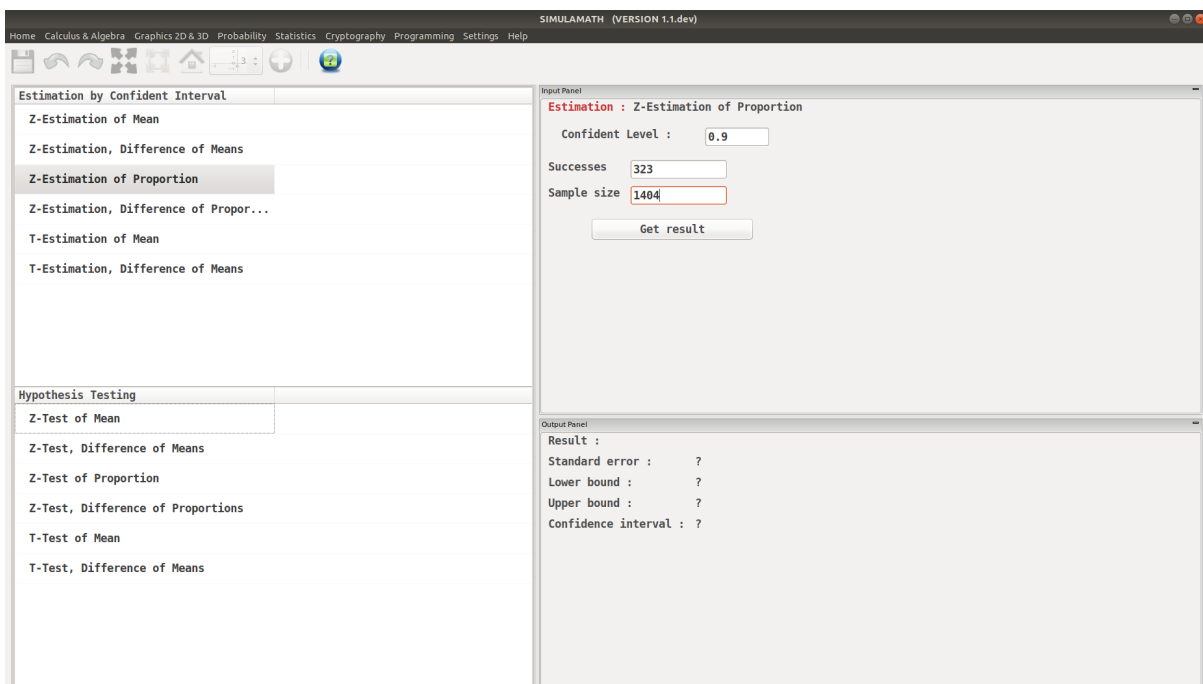 SIMULAMATH (VERSION 1.1.dev)
Home Calculus & Algebra Graphics 2D & 3D Probability Statistics Cryptography Programming Settings Help
3
Estimation by Confident Interval
Z-Estimation of Mean
Z-Estimation, Difference of Means
Z-Estimation of Proportion
Z-Estimation, Difference of Propor...
T-Estimation of Mean
T-Estimation, Difference of Means
Hypothesis Testing
Z-Test of Mean
Z-Test, Difference of Means
Z-Test of Proportion
Z-Test, Difference of Proportions
T-Test of Mean
T-Test, Difference of Means
Input Panel
Estimation : Z-Estimation of Proportion
Confident Level : 0.9
Successes 323
Sample size 1404
Get result
Output Panel
Result :
Standard error : ?
Lower bound : ?
Upper bound : ?
Confidence interval : ?